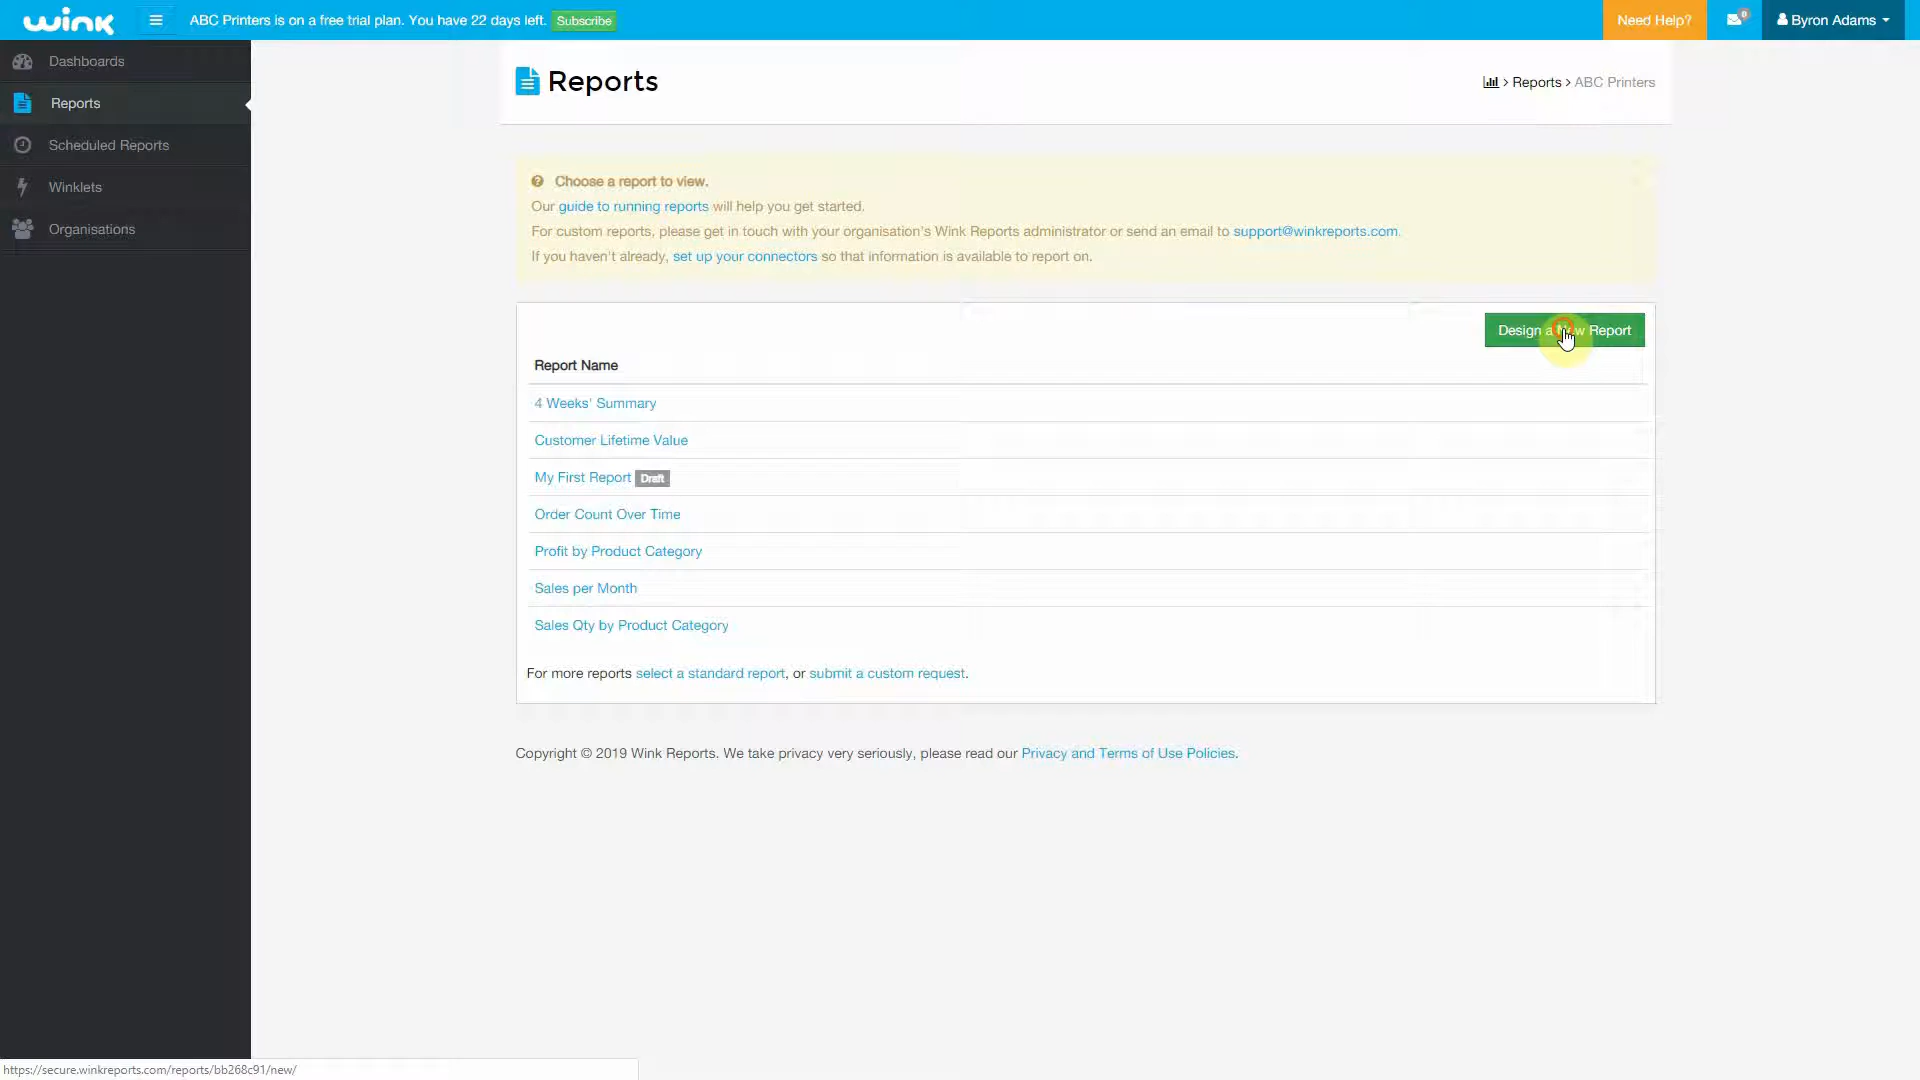 wink
ABC Printers is on a free trial plan. You have 22 days left. Subscribe
Need Help?
0
Byron Adams
Dashboards
Reports
Scheduled Reports
Winklets
Organisations
Reports
> Reports > ABC Printers
Choose a report to view.
Our guide to running reports will help you get started.
For custom reports, please get in touch with your organisation's Wink Reports administrator or send an email to support@winkreports.com.
If you haven't already, set up your connectors so that information is available to report on.
Design a New Report
Report Name
4 Weeks' Summary
Customer Lifetime Value
My First Report Draft
Order Count Over Time
Profit by Product Category
Sales per Month
Sales Qty by Product Category
For more reports select a standard report, or submit a custom request.
Copyright © 2019 Wink Reports. We take privacy very seriously, please read our Privacy and Terms of Use Policies.
https://secure.winkreports.com/reports/bb268c91/new/